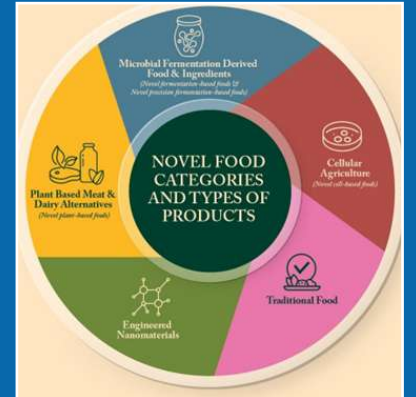 Microbial Fermentation Derived
Food & Ingredients
(Novel fermentation-based foods &
Novel precision fermentation-based foods)
Cellular
Agriculture
(Novel cell-based foods)
NOVEL FOOD
CATEGORIES
AND TYPES OF
PRODUCTS
Plant Based Meat &
Dairy Alternatives
(Novel plant-based foods)
Traditional Food
Engineered
Nanomaterials